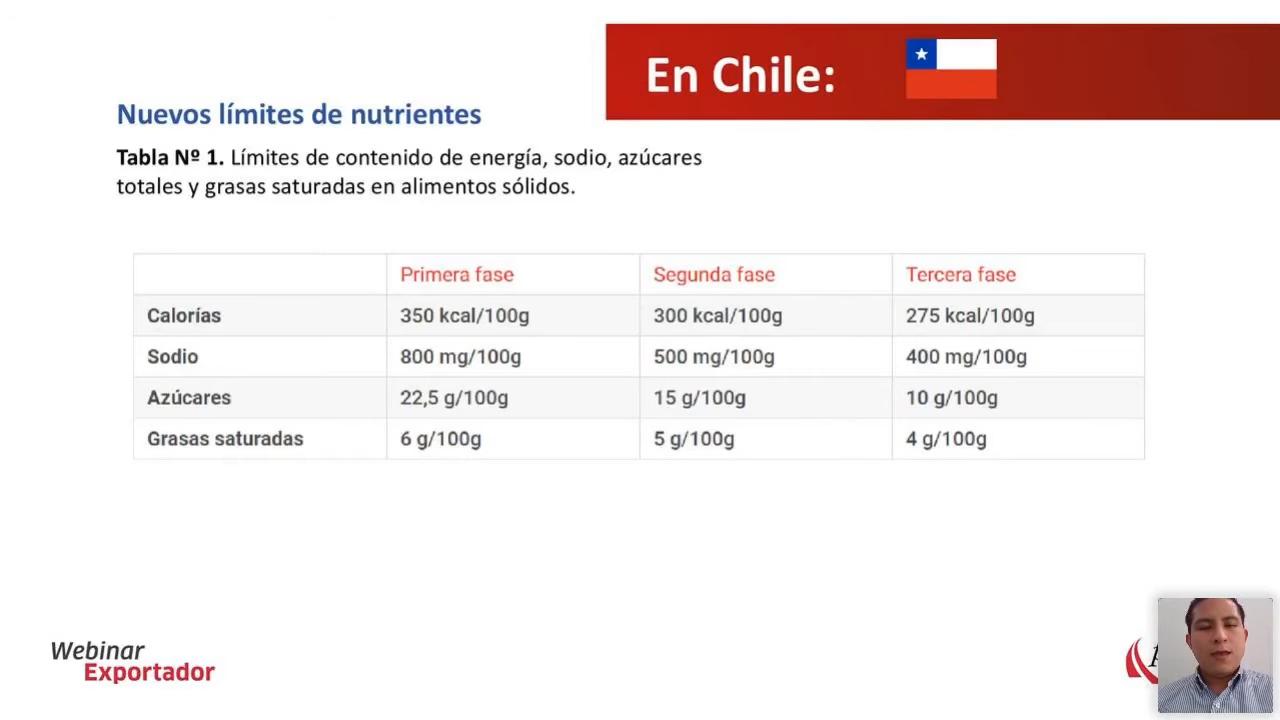 En Chile:
Nuevos límites de nutrientes
Tabla Nº 1. Límites de contenido de energía, sodio, azúcares
totales y grasas saturadas en alimentos sólidos.
Primera fase Segunda fase Tercera fase
Calorías 350 kcal/100g 300 kcal/100g 275 kcal/100g
Sodio 800 mg/100g 500 mg/100g 400 mg/100g
Azúcares 22,5 g/100g 15 g/100g 10 g/100g
Grasas saturadas 6 g/100g 5 g/100g 4 g/100g
Webinar
Exportador